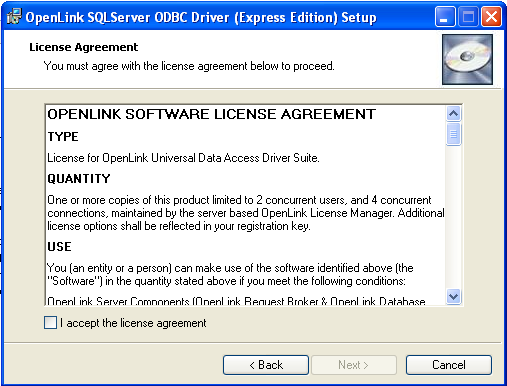 OpenLink SQLServer ODBC Driver (Express Edition) Setup
License Agreement
You must agree with the license agreement below to proceed.
OPENLINK SOFTWARE LICENSE AGREEMENT
TYPE
License for OpenLink Universal Data Access Driver Suite.
QUANTITY
One or more copies of this product limited to 2 concurrent users, and 4 concurrent
connections, maintained by the server based OpenLink License Manager. Additional
license options shall be reflected in your registration key.
USE
You (an entity or a person) can make use of the software identified above (the
"Software") in the quantity stated above if you meet the following conditions:
OpenLink Server Components (OpenLink Request Broker & OpenLink Database
I accept the license agreement
< Back
Next >
Cancel